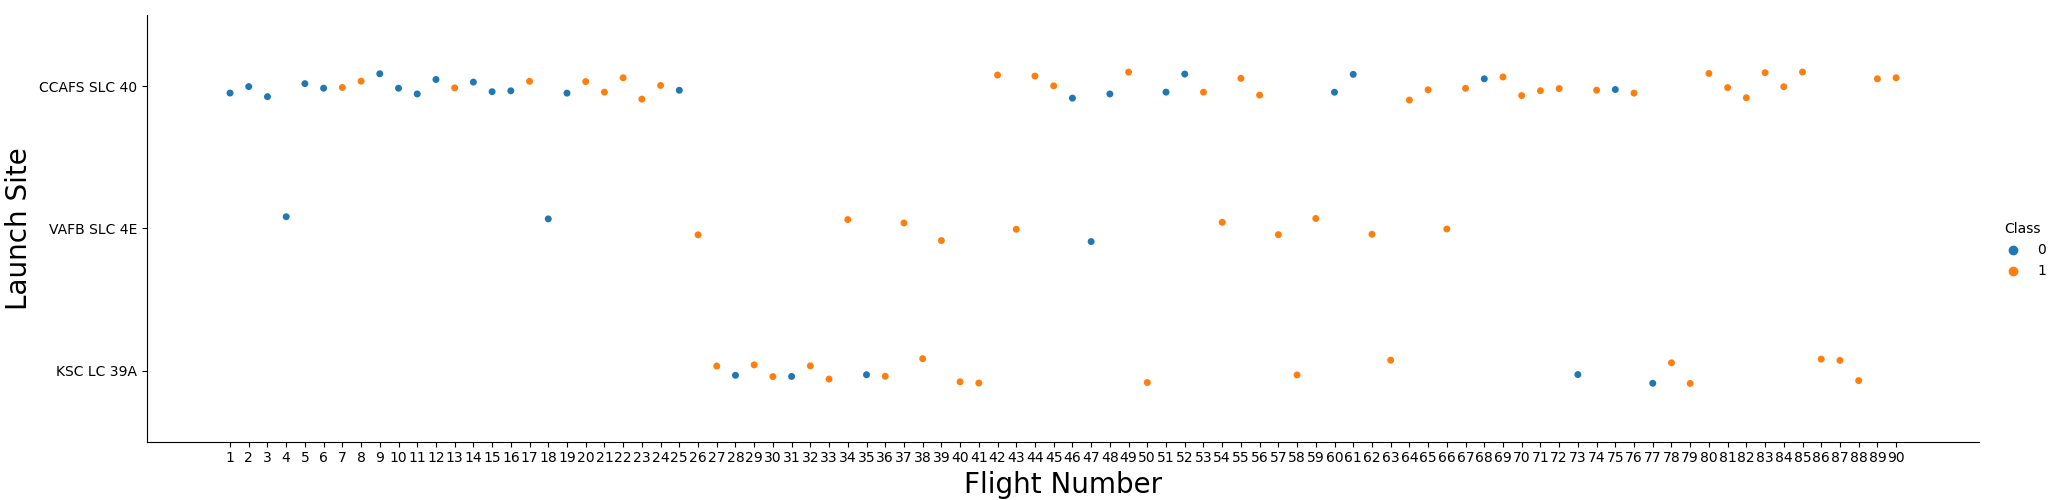 Launch Site
CCAFS SLC 40
VAFB SLC 4E
KSC LC 39A
1 2 3 4 5 6 7 8 9 10 11 12 13 14 15 16 17 18 19 20 21 22 23 24 25 26 27 28 29 30 31 32 33 34 35 36 37 38 39 40 41 42 43 44 45 46 47 48 49 50 51 52 53 54 55 56 57 58 59 60 61 62 63 64 65 66 67 68 69 70 71 72 73 74 75 76 77 78 79 80 81 82 83 84 85 86 87 88 89 90
Flight Number
Class
0
1